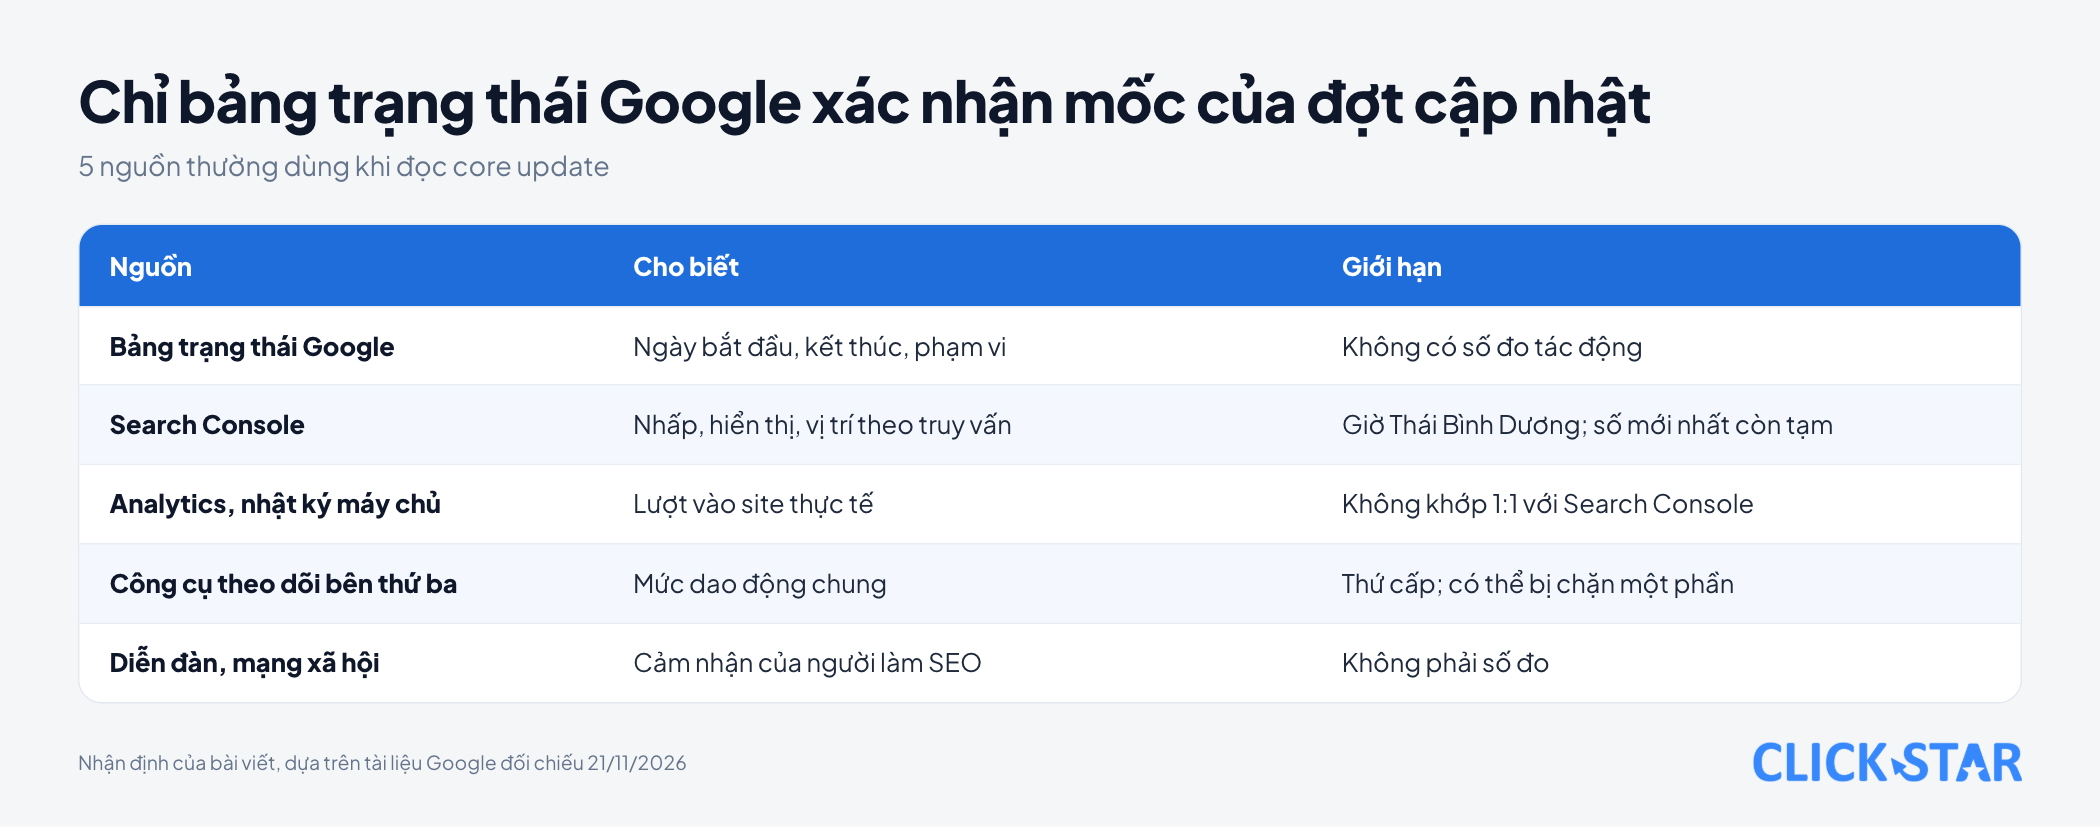 Chỉ bảng trạng thái Google xác nhận mốc của đợt cập nhật
5 nguồn thường dùng khi đọc core update
Nguồn Cho biết Giới hạn
Bảng trạng thái Google Ngày bắt đầu, kết thúc, phạm vi Không có số đo tác động
Search Console Nhấp, hiển thị, vị trí theo truy vấn Giờ Thái Bình Dương; số mới nhất còn tạm
Analytics, nhật ký máy chủ Lượt vào site thực tế Không khớp 1:1 với Search Console
Công cụ theo dõi bên thứ ba Mức dao động chung Thứ cấp; có thể bị chặn một phần
Diễn đàn, mạng xã hội Cảm nhận của người làm SEO Không phải số đo
Nhận định của bài viết, dựa trên tài liệu Google đối chiếu 21/11/2026
CLICK STAR